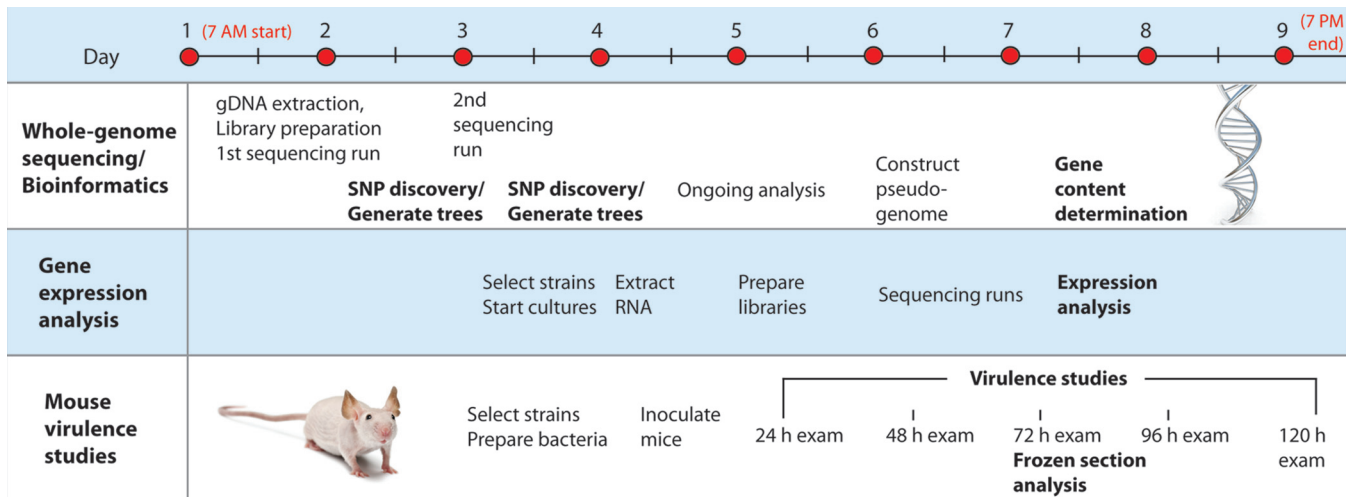 Day
1 (7 AM start) 2 3 4 5 6 7 8 9 (7 PM end)
Whole-genome
sequencing/
Bioinformatics
gDNA extraction,
Library preparation
1st sequencing run
SNP discovery/
Generate trees
2nd
sequencing
run
SNP discovery/
Generate trees
Ongoing analysis
Construct
pseudo-
genome
Gene
content
determination
Gene
expression
analysis
Select strains
Start cultures
Extract
RNA
Prepare
libraries
Sequencing runs
Expression
analysis
Mouse
virulence
studies
Select strains
Prepare bacteria
Inoculate
mice
Virulence studies
24 h exam
48 h exam
72 h exam
Frozen section
analysis
96 h exam
120 h
exam